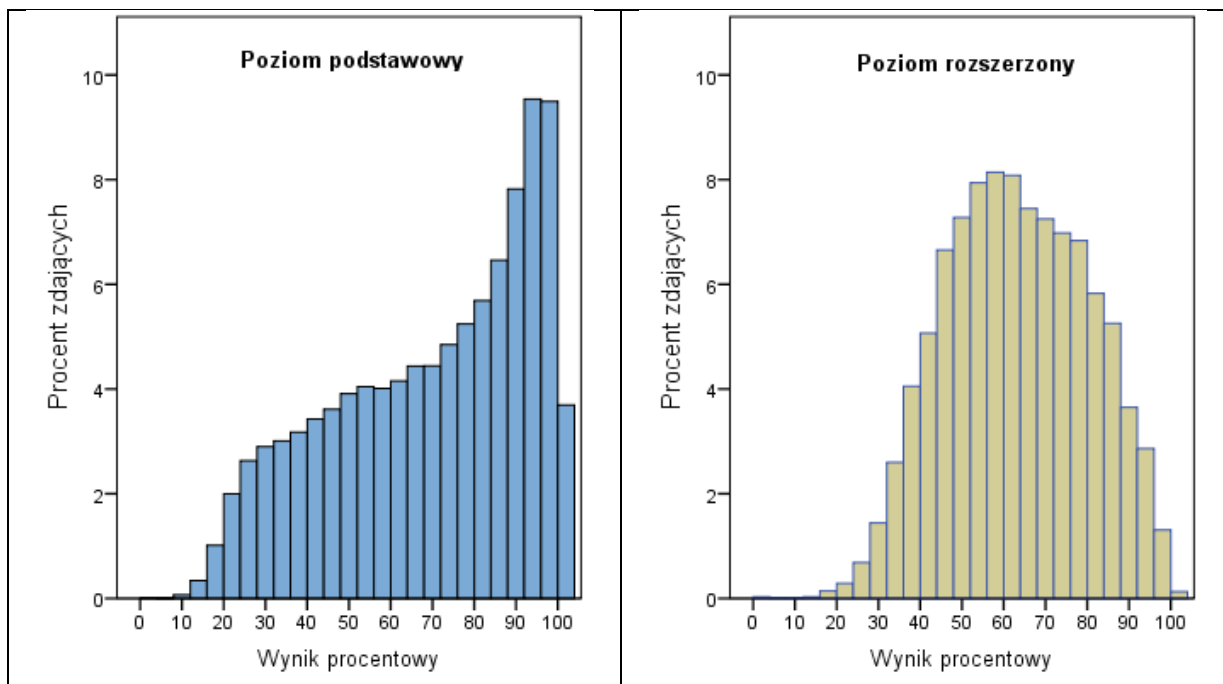 Poziom podstawowy
Procent zdających
10
8
6
4
2
0
0 10 20 30 40 50 60 70 80 90 100
Wynik procentowy
Poziom rozszerzony
Procent zdających
10
8
6
4
2
0
0 10 20 30 40 50 60 70 80 90 100
Wynik procentowy